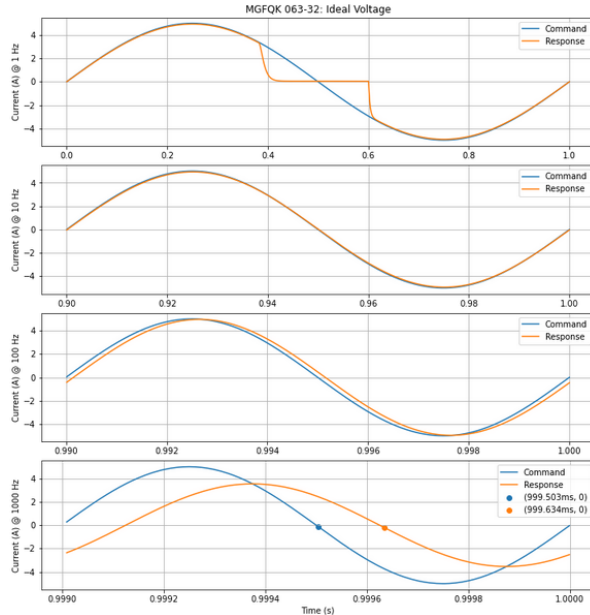 MGFQK 063-32: Ideal Voltage
Current (A) @ 1 Hz
4
2
0
−2
−4
Command
Response
0.0 0.2 0.4 0.6 0.8 1.0
Current (A) @ 10 Hz
4
2
0
−2
−4
Command
Response
0.90 0.92 0.94 0.96 0.98 1.00
Current (A) @ 100 Hz
4
2
0
−2
−4
Command
Response
0.990 0.992 0.994 0.996 0.998 1.000
Current (A) @ 1000 Hz
4
2
0
−2
−4
Command
Response
(999.503ms, 0)
(999.634ms, 0)
0.9990 0.9992 0.9994 0.9996 0.9998 1.0000
Time (s)